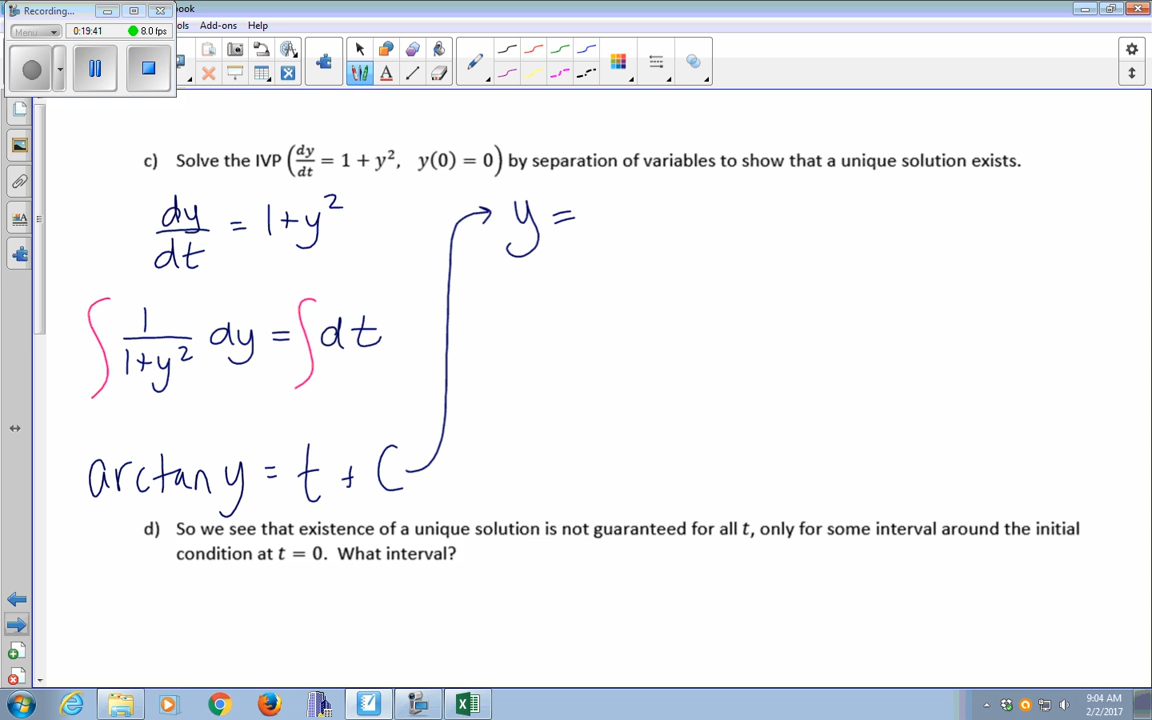 Recording...
book
Menu
0:19:41
8.0 fps
ols Add-ons Help
c) Solve the IVP (dy/dt = 1 + y², y(0) = 0) by separation of variables to show that a unique solution exists.
dy/dt = 1+y²
y =
∫ 1/(1+y²) dy = ∫ dt
arctan y = t + C
d) So we see that existence of a unique solution is not guaranteed for all t, only for some interval around the initial
condition at t = 0. What interval?
9:04 AM
2/2/2017